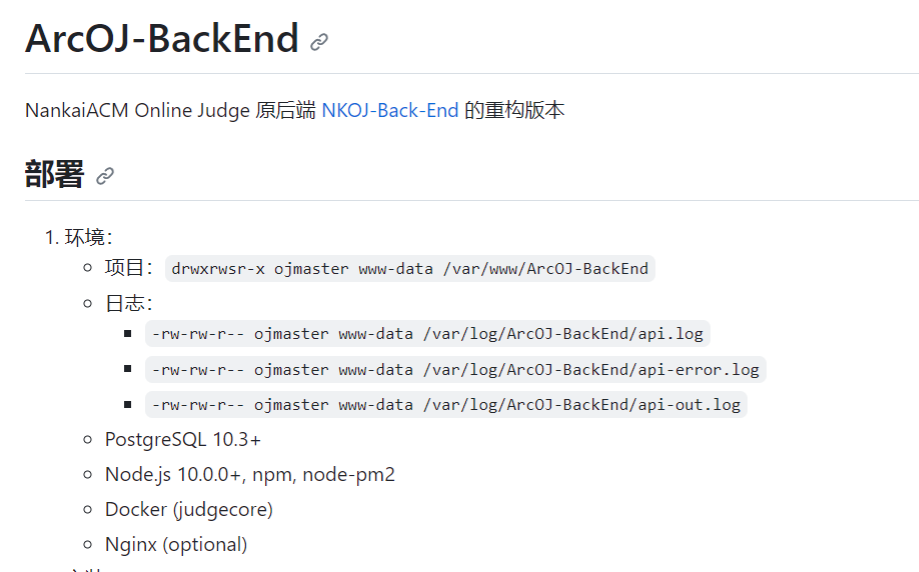 ArcOJ-BackEnd
NankaiACM Online Judge 原后端 NKOJ-Back-End 的重构版本
部署
1. 环境：
项目： drwxrwsr-x ojmaster www-data /var/www/ArcOJ-BackEnd
日志：
-rw-rw-r-- ojmaster www-data /var/log/ArcOJ-BackEnd/api.log
-rw-rw-r-- ojmaster www-data /var/log/ArcOJ-BackEnd/api-error.log
-rw-rw-r-- ojmaster www-data /var/log/ArcOJ-BackEnd/api-out.log
PostgreSQL 10.3+
Node.js 10.0.0+, npm, node-pm2
Docker (judgecore)
Nginx (optional)